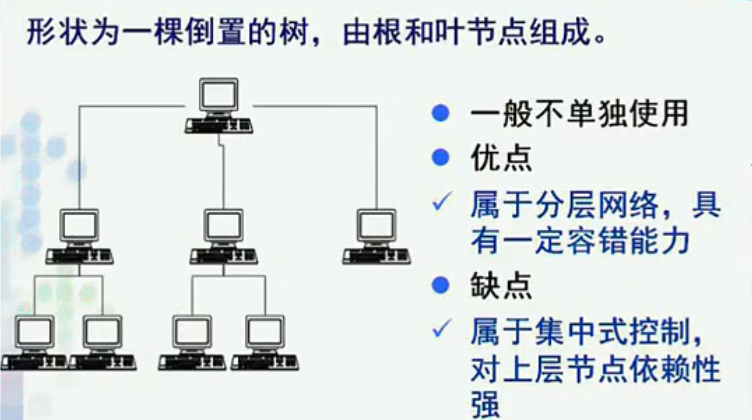 形状为一棵倒置的树，由根和叶节点组成。
● 一般不单独使用
● 优点
✓ 属于分层网络，具
有一定容错能力
● 缺点
✓ 属于集中式控制，
对上层节点依赖性
强